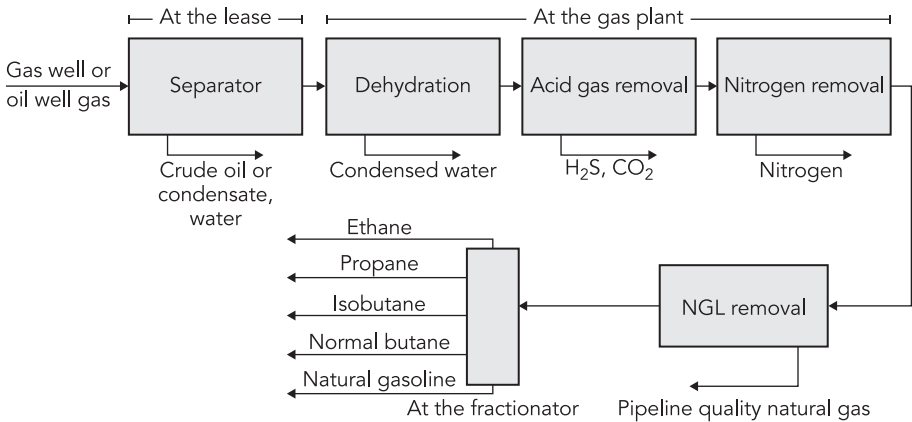 At the lease
At the gas plant
Gas well or
oil well gas
Separator
Dehydration
Acid gas removal
Nitrogen removal
Crude oil or
condensate,
water
Condensed water
H₂S, CO₂
Nitrogen
Ethane
Propane
Isobutane
Normal butane
Natural gasoline
At the fractionator
NGL removal
Pipeline quality natural gas